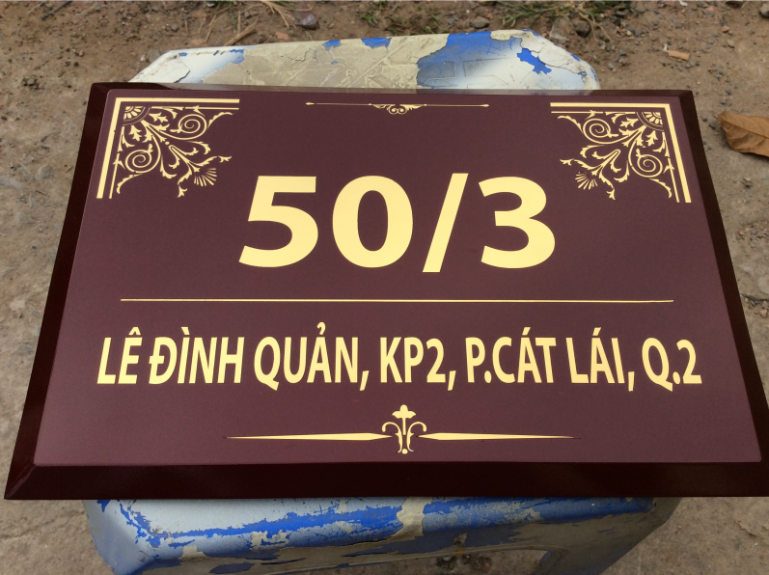 50/3
LÊ ĐÌNH QUẢN, KP2, P.CÁT LÁI, Q.2